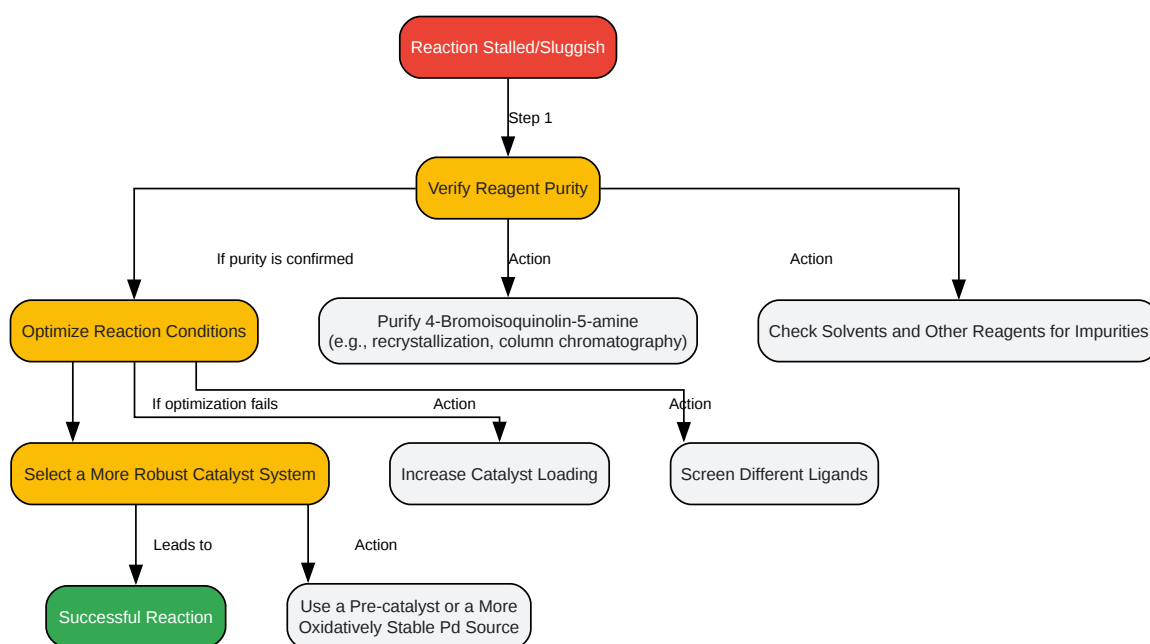 Reaction Stalled/Sluggish
Step 1
Verify Reagent Purity
If purity is confirmed
Action
Action
Optimize Reaction Conditions
Purify 4-Bromoisoquinolin-5-amine
(e.g., recrystallization, column chromatography)
Check Solvents and Other Reagents for Impurities
If optimization fails
Action
Action
Select a More Robust Catalyst System
Increase Catalyst Loading
Screen Different Ligands
Leads to
Action
Successful Reaction
Use a Pre-catalyst or a More
Oxidatively Stable Pd Source